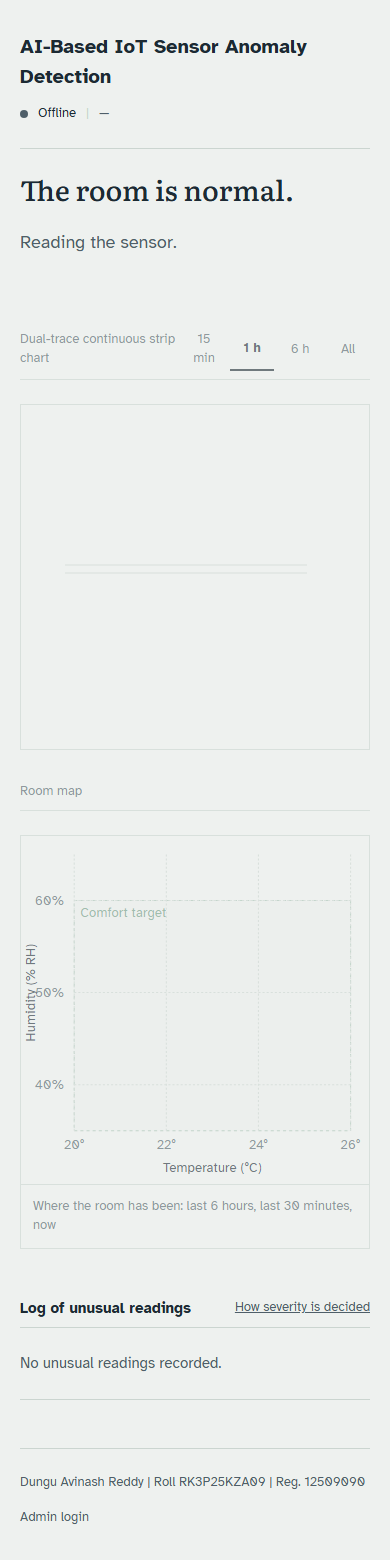 AI-Based IoT Sensor Anomaly
Detection
Offline | —
The room is normal.
Reading the sensor.
Dual-trace continuous strip
chart
15
min
1 h
6 h
All
Room map
60%
Comfort target
50%
40%
Humidity (% RH)
20°
22°
24°
26°
Temperature (°C)
Where the room has been: last 6 hours, last 30 minutes,
now
Log of unusual readings
How severity is decided
No unusual readings recorded.
Dungu Avinash Reddy | Roll RK3P25KZA09 | Reg. 12509090
Admin login